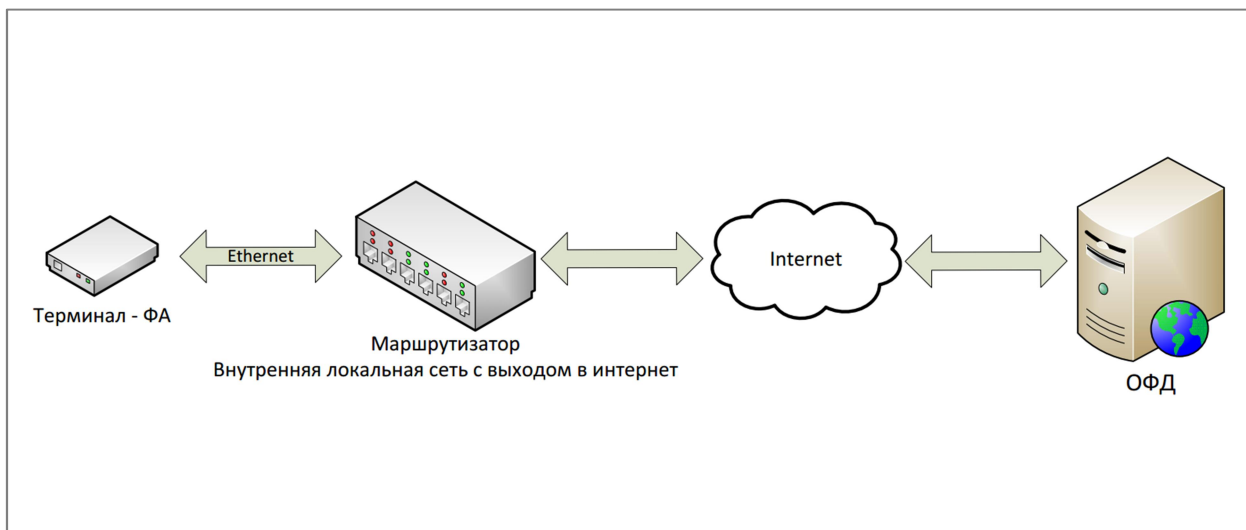 Ethernet
Internet
Терминал - ФА
Маршрутизатор
Внутренняя локальная сеть с выходом в интернет
ОФД